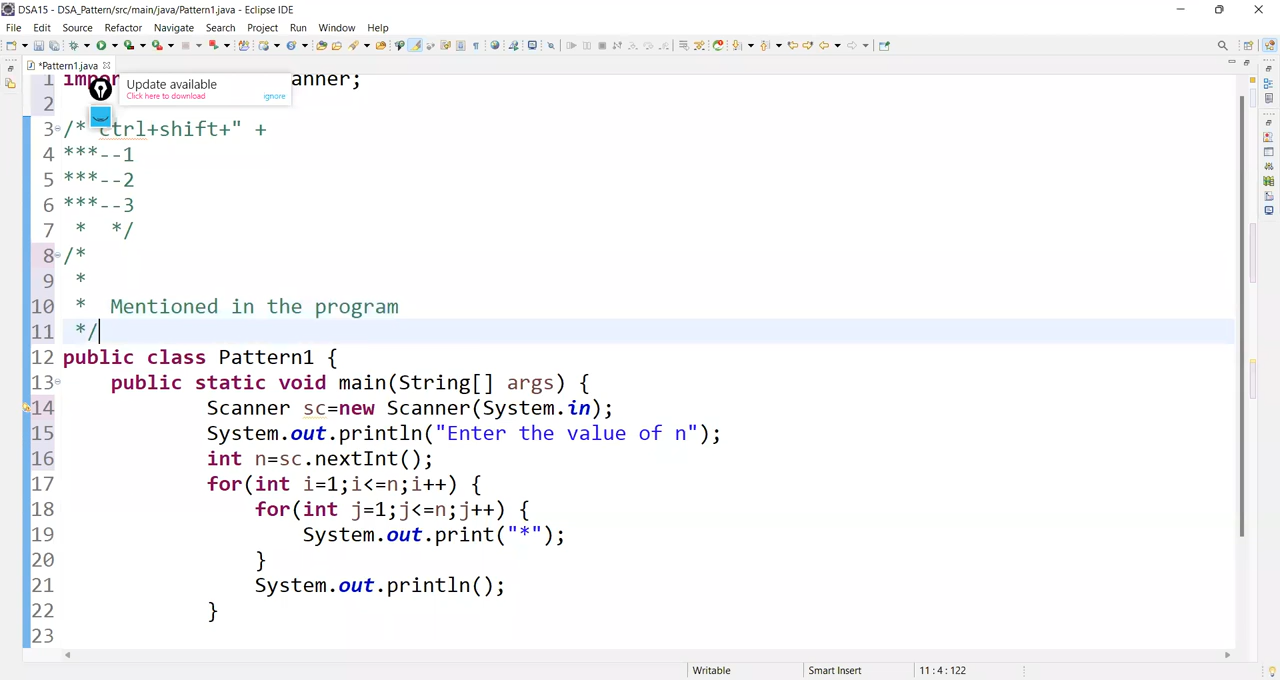 DSA15 - DSA_Pattern/src/main/java/Pattern1.java - Eclipse IDE
File Edit Source Refactor Navigate Search Project Run Window Help
*Pattern1.java
Update available
Click here to download ignore
1 impor anner;
2
3 /* ctrl+shift+" +
4 ***--1
5 ***--2
6 ***--3
7 * */
8 /*
9 *
10 * Mentioned in the program
11 */
12 public class Pattern1 {
13 public static void main(String[] args) {
14 Scanner sc=new Scanner(System.in);
15 System.out.println("Enter the value of n");
16 int n=sc.nextInt();
17 for(int i=1;i<=n;i++) {
18 for(int j=1;j<=n;j++) {
19 System.out.print("*");
20 }
21 System.out.println();
22 }
23
Writable Smart Insert 11 : 4 : 122